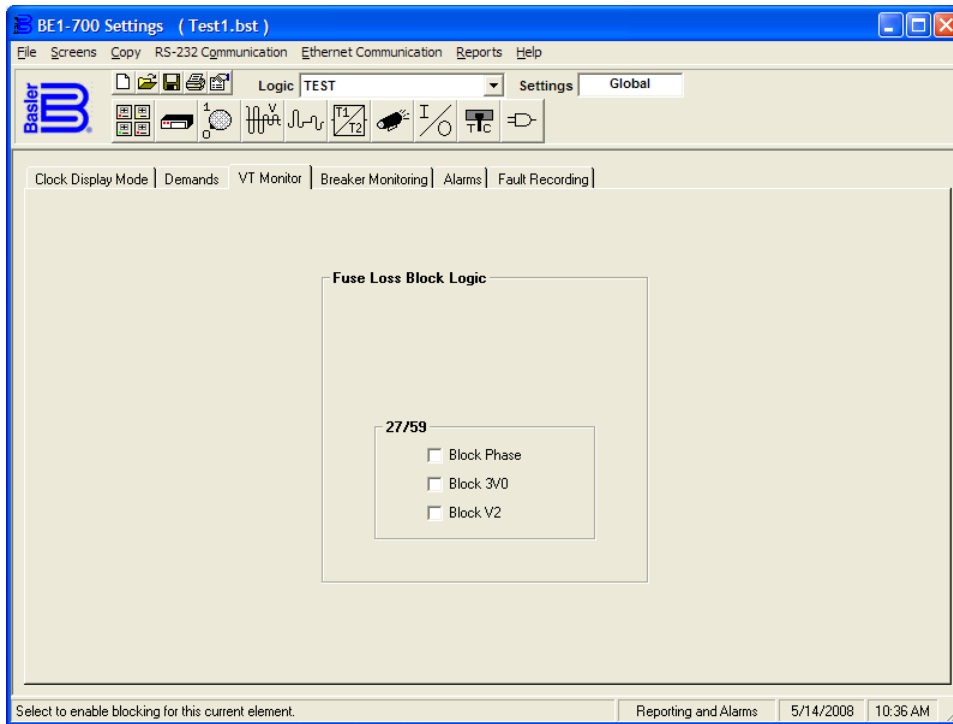 BE1-700 Settings ( Test1.bst )
File Screens Copy RS-232 Communication Ethernet Communication Reports Help
Basler
Logic TEST Settings Global
1 0 V T1 T2 I O T C
Clock Display Mode Demands VT Monitor Breaker Monitoring Alarms Fault Recording
Fuse Loss Block Logic
27/59
Block Phase
Block 3V0
Block V2
Select to enable blocking for this current element. Reporting and Alarms 5/14/2008 10:36 AM